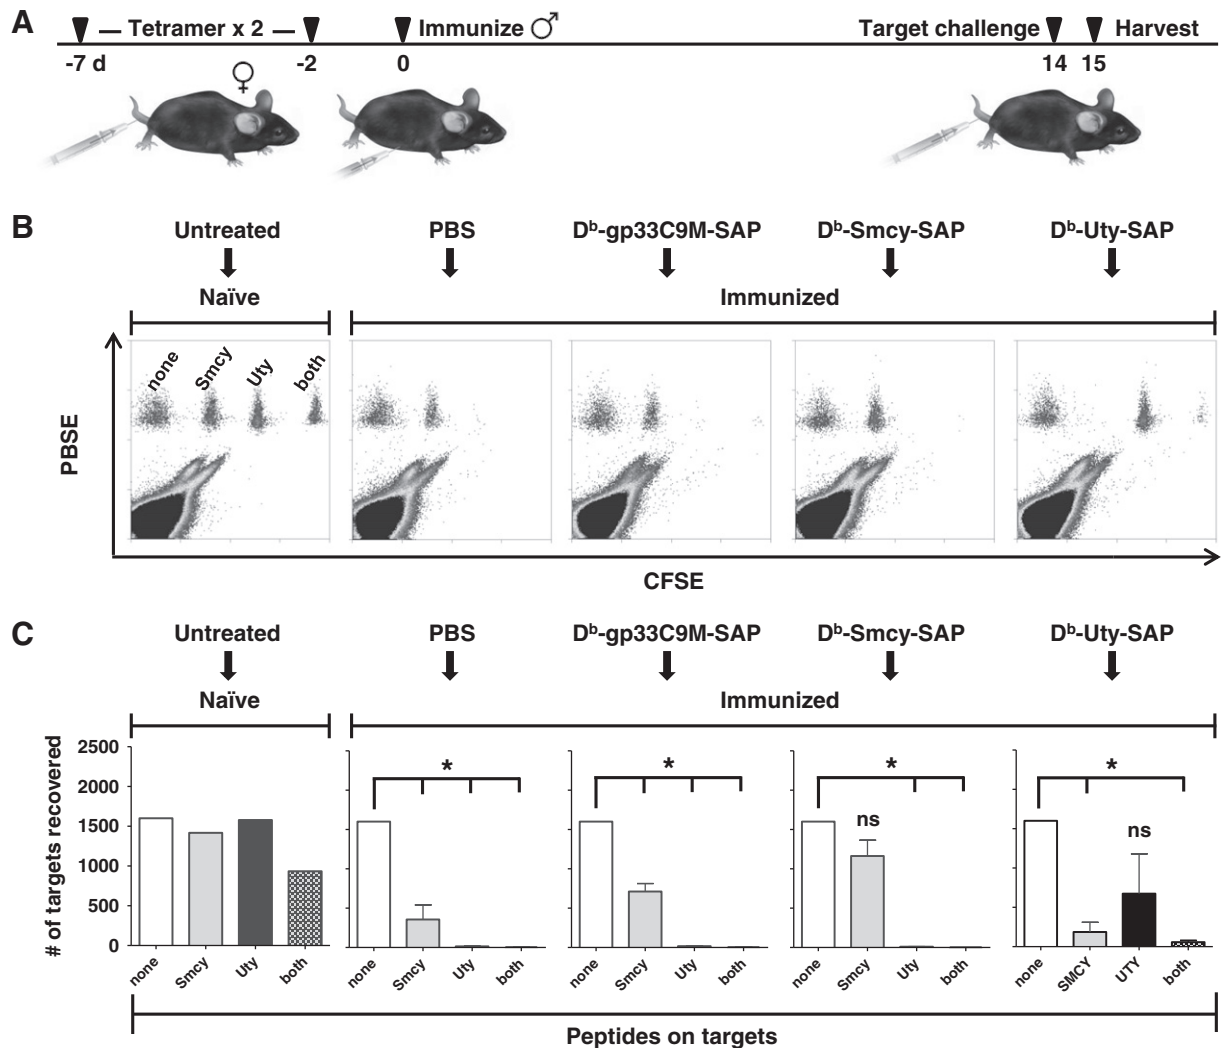 A
Tetramer x 2
Immunize ♂
Target challenge
Harvest
-7 d
-2
0
14
15
♀
B
Untreated
PBS
Dᵇ-gp33C9M-SAP
Dᵇ-Smcy-SAP
Dᵇ-Uty-SAP
Naïve
Immunized
none
Smcy
Uty
both
PBSE
CFSE
C
Untreated
PBS
Dᵇ-gp33C9M-SAP
Dᵇ-Smcy-SAP
Dᵇ-Uty-SAP
Naïve
Immunized
# of targets recovered
2500
2000
1500
1000
500
0
*
*
*
*
ns
ns
none
Smcy
Uty
both
none
Smcy
Uty
both
none
Smcy
Uty
both
none
Smcy
Uty
both
none
SMCY
UTY
both
Peptides on targets